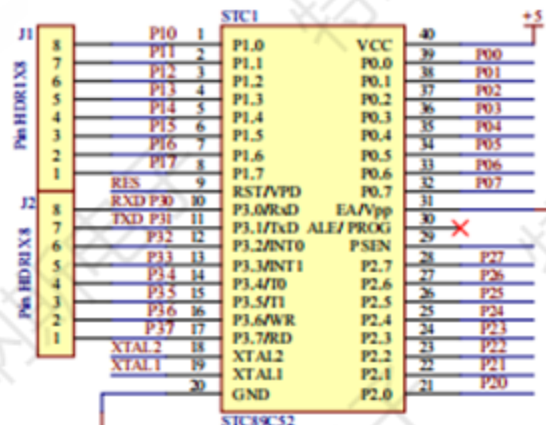 STC1
+5
J1
Pin HDR1X8
8 P10 1 P1.0 VCC 40
7 P11 2 P1.1 P0.0 39 P00
6 P12 3 P1.2 P0.1 38 P01
5 P13 4 P1.3 P0.2 37 P02
4 P14 5 P1.4 P0.3 36 P03
3 P15 6 P1.5 P0.4 35 P04
2 P16 7 P1.6 P0.5 34 P05
1 P17 8 P1.7 P0.6 33 P06
RES 9 RST/VPD P0.7 32 P07
J2
Pin HDR1X8
8 RXD P30 10 P3.0/RxD EA/Vpp 31
7 TXD P31 11 P3.1/TxD ALE/PROG 30
6 P32 12 P3.2/INT0 PSEN 29
5 P33 13 P3.3/INT1 P2.7 28 P27
4 P34 14 P3.4/T0 P2.6 27 P26
3 P35 15 P3.5/T1 P2.5 26 P25
2 P36 16 P3.6/WR P2.4 25 P24
1 P37 17 P3.7/RD P2.3 24 P23
XTAL2 18 XTAL2 P2.2 23 P22
XTAL1 19 XTAL1 P2.1 22 P21
20 GND P2.0 21 P20
STC89C52